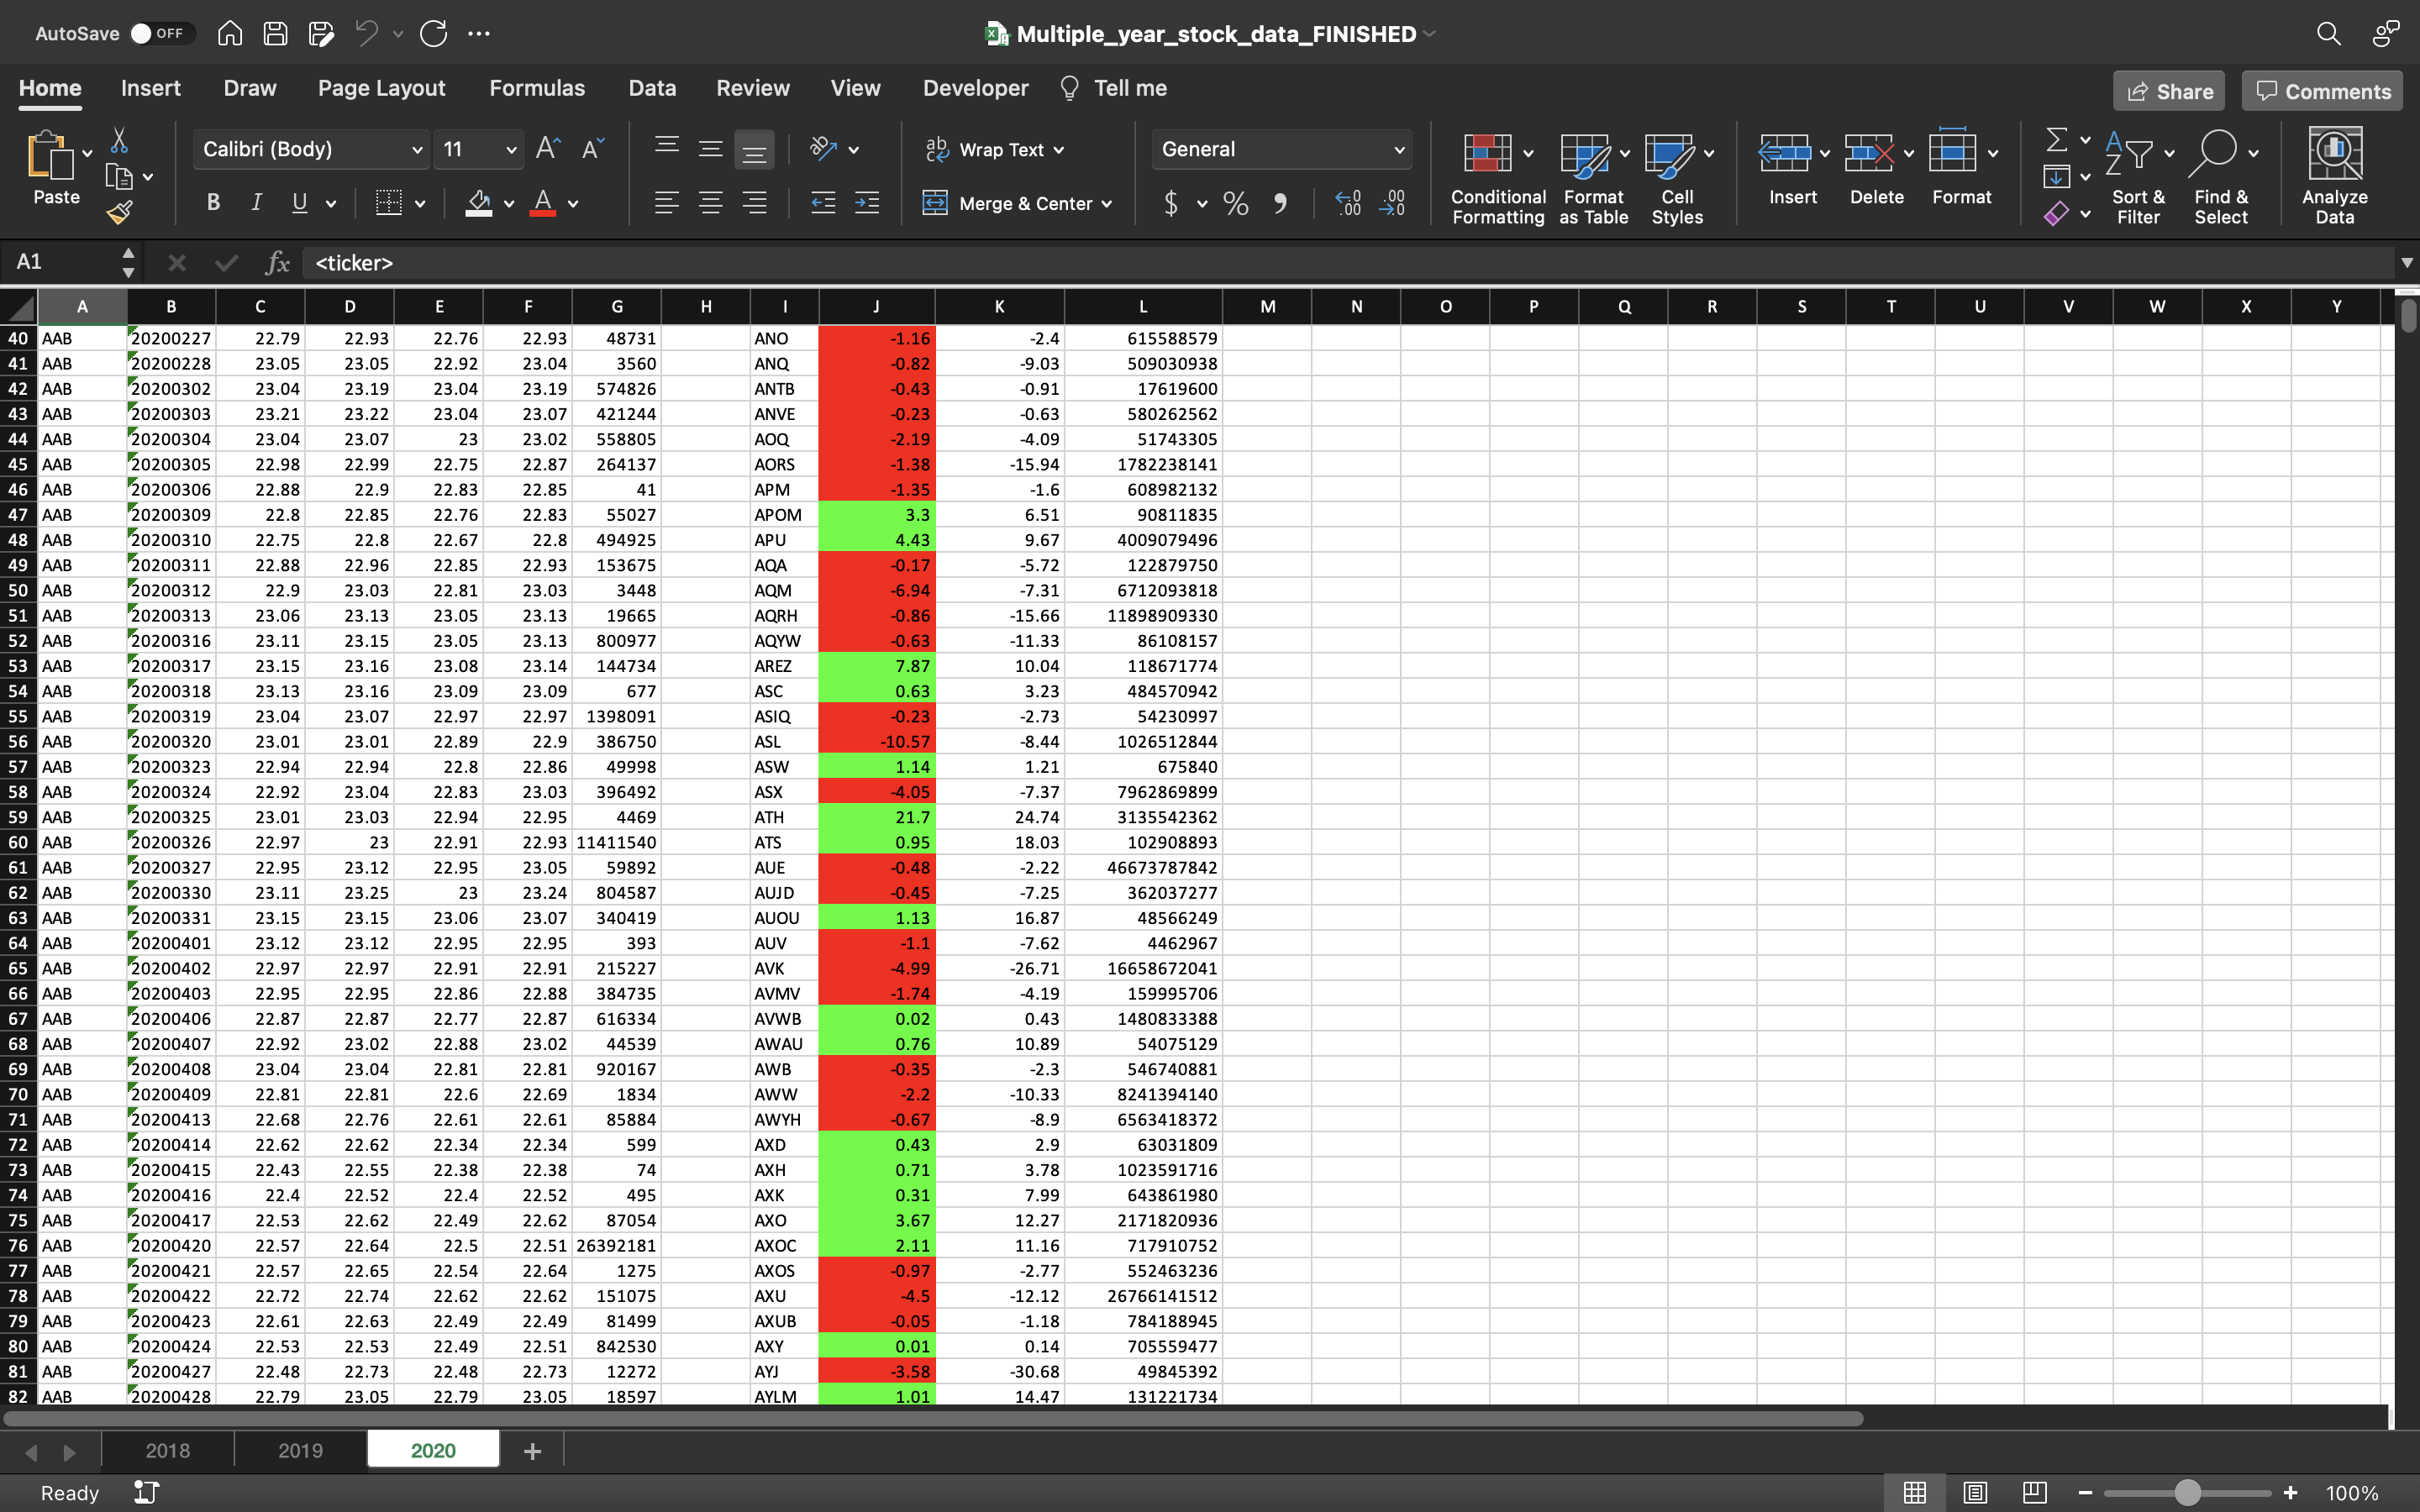 AutoSave OFF Multiple_year_stock_data_FINISHED
Home Insert Draw Page Layout Formulas Data Review View Developer Tell me Share Comments
Paste Calibri (Body) 11 Wrap Text General Conditional Formatting Format as Table Cell Styles Insert Delete Format Sort & Filter Find & Select Analyze Data
B I U Merge & Center $ %
A1 fx <ticker>
A B C D E F G H I J K L M N O P Q R S T U V W X Y
40 AAB 20200227 22.79 22.93 22.76 22.93 48731 ANO -1.16 -2.4 615588579
41 AAB 20200228 23.05 23.05 22.92 23.04 3560 ANQ -0.82 -9.03 509030938
42 AAB 20200302 23.04 23.19 23.04 23.19 574826 ANTB -0.43 -0.91 17619600
43 AAB 20200303 23.21 23.22 23.04 23.07 421244 ANVE -0.23 -0.63 580262562
44 AAB 20200304 23.04 23.07 23 23.02 558805 AOQ -2.19 -4.09 51743305
45 AAB 20200305 22.98 22.99 22.75 22.87 264137 AORS -1.38 -15.94 1782238141
46 AAB 20200306 22.88 22.9 22.83 22.85 41 APM -1.35 -1.6 608982132
47 AAB 20200309 22.8 22.85 22.76 22.83 55027 APOM 3.3 6.51 90811835
48 AAB 20200310 22.75 22.8 22.67 22.8 494925 APU 4.43 9.67 4009079496
49 AAB 20200311 22.88 22.96 22.85 22.93 153675 AQA -0.17 -5.72 122879750
50 AAB 20200312 22.9 23.03 22.81 23.03 3448 AQM -6.94 -7.31 6712093818
51 AAB 20200313 23.06 23.13 23.05 23.13 19665 AQRH -0.86 -15.66 11898909330
52 AAB 20200316 23.11 23.15 23.05 23.13 800977 AQYW -0.63 -11.33 86108157
53 AAB 20200317 23.15 23.16 23.08 23.14 144734 AREZ 7.87 10.04 118671774
54 AAB 20200318 23.13 23.16 23.09 23.09 677 ASC 0.63 3.23 484570942
55 AAB 20200319 23.04 23.07 22.97 22.97 1398091 ASIQ -0.23 -2.73 54230997
56 AAB 20200320 23.01 23.01 22.89 22.9 386750 ASL -10.57 -8.44 1026512844
57 AAB 20200323 22.94 22.94 22.8 22.86 49998 ASW 1.14 1.21 675840
58 AAB 20200324 22.92 23.04 22.83 23.03 396492 ASX -4.05 -7.37 7962869899
59 AAB 20200325 23.01 23.03 22.94 22.95 4469 ATH 21.7 24.74 3135542362
60 AAB 20200326 22.97 23 22.91 22.93 11411540 ATS 0.95 18.03 102908893
61 AAB 20200327 22.95 23.12 22.95 23.05 59892 AUE -0.48 -2.22 46673787842
62 AAB 20200330 23.11 23.25 23 23.24 804587 AUJD -0.45 -7.25 362037277
63 AAB 20200331 23.15 23.15 23.06 23.07 340419 AUOU 1.13 16.87 48566249
64 AAB 20200401 23.12 23.12 22.95 22.95 393 AUV -1.1 -7.62 4462967
65 AAB 20200402 22.97 22.97 22.91 22.91 215227 AVK -4.99 -26.71 16658672041
66 AAB 20200403 22.95 22.95 22.86 22.88 384735 AVMV -1.74 -4.19 159995706
67 AAB 20200406 22.87 22.87 22.77 22.87 616334 AVWB 0.02 0.43 1480833388
68 AAB 20200407 22.92 23.02 22.88 23.02 44539 AWAU 0.76 10.89 54075129
69 AAB 20200408 23.04 23.04 22.81 22.81 920167 AWB -0.35 -2.3 546740881
70 AAB 20200409 22.81 22.81 22.6 22.69 1834 AWW -2.2 -10.33 8241394140
71 AAB 20200413 22.68 22.76 22.61 22.61 85884 AWYH -0.67 -8.9 6563418372
72 AAB 20200414 22.62 22.62 22.34 22.34 599 AXD 0.43 2.9 63031809
73 AAB 20200415 22.43 22.55 22.38 22.38 74 AXH 0.71 3.78 1023591716
74 AAB 20200416 22.4 22.52 22.4 22.52 495 AXK 0.31 7.99 643861980
75 AAB 20200417 22.53 22.62 22.49 22.62 87054 AXO 3.67 12.27 2171820936
76 AAB 20200420 22.57 22.64 22.5 22.51 26392181 AXOC 2.11 11.16 717910752
77 AAB 20200421 22.57 22.65 22.54 22.64 1275 AXOS -0.97 -2.77 552463236
78 AAB 20200422 22.72 22.74 22.62 22.62 151075 AXU -4.5 -12.12 26766141512
79 AAB 20200423 22.61 22.63 22.49 22.49 81499 AXUB -0.05 -1.18 784188945
80 AAB 20200424 22.53 22.53 22.49 22.51 842530 AXY 0.01 0.14 705559477
81 AAB 20200427 22.48 22.73 22.48 22.73 12272 AYJ -3.58 -30.68 49845392
82 AAB 20200428 22.79 23.05 22.79 23.05 18597 AYLM 1.01 14.47 131221734
2018 2019 2020
Ready 100%